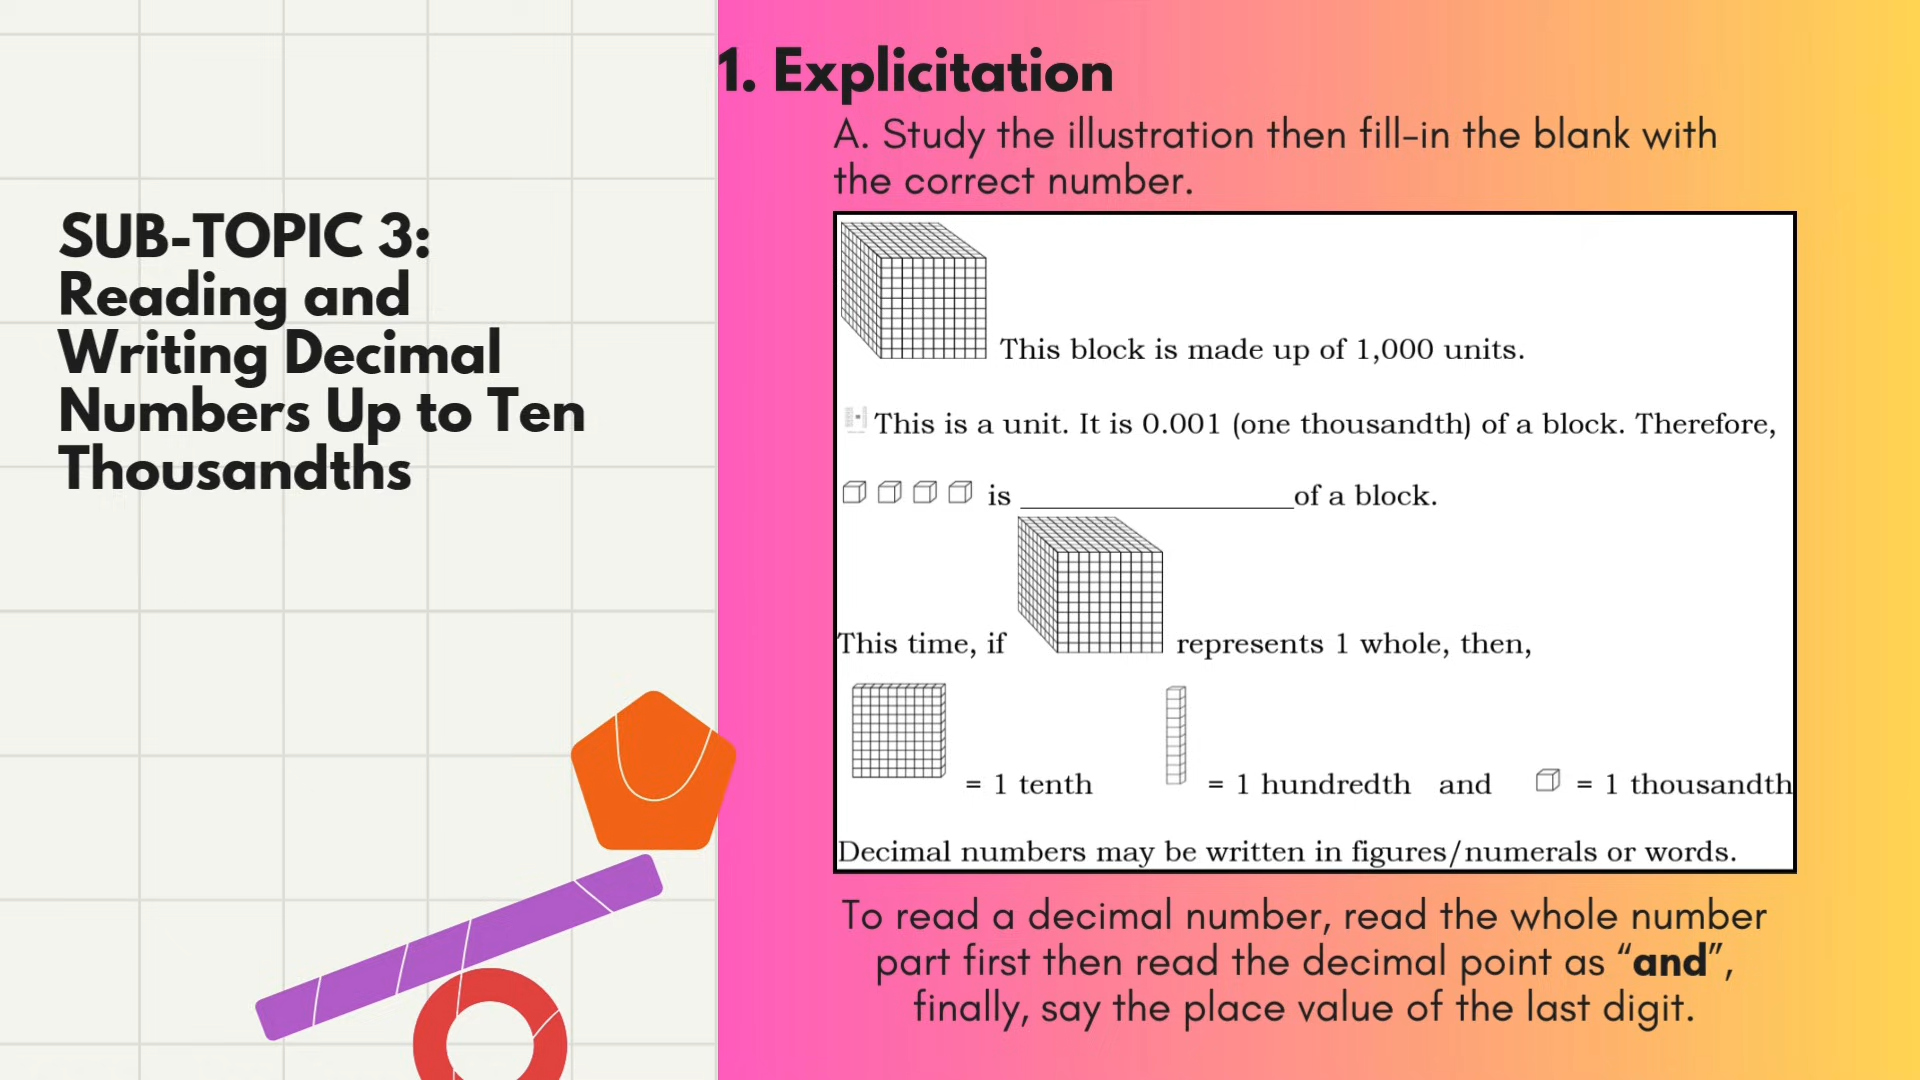 SUB-TOPIC 3:
Reading and
Writing Decimal
Numbers Up to Ten
Thousandths
1. Explicitation
A. Study the illustration then fill-in the blank with
the correct number.
This block is made up of 1,000 units.
This is a unit. It is 0.001 (one thousandth) of a block. Therefore,
is ____________________of a block.
This time, if represents 1 whole, then,
= 1 tenth = 1 hundredth and = 1 thousandth
Decimal numbers may be written in figures/numerals or words.
To read a decimal number, read the whole number
part first then read the decimal point as “and”,
finally, say the place value of the last digit.